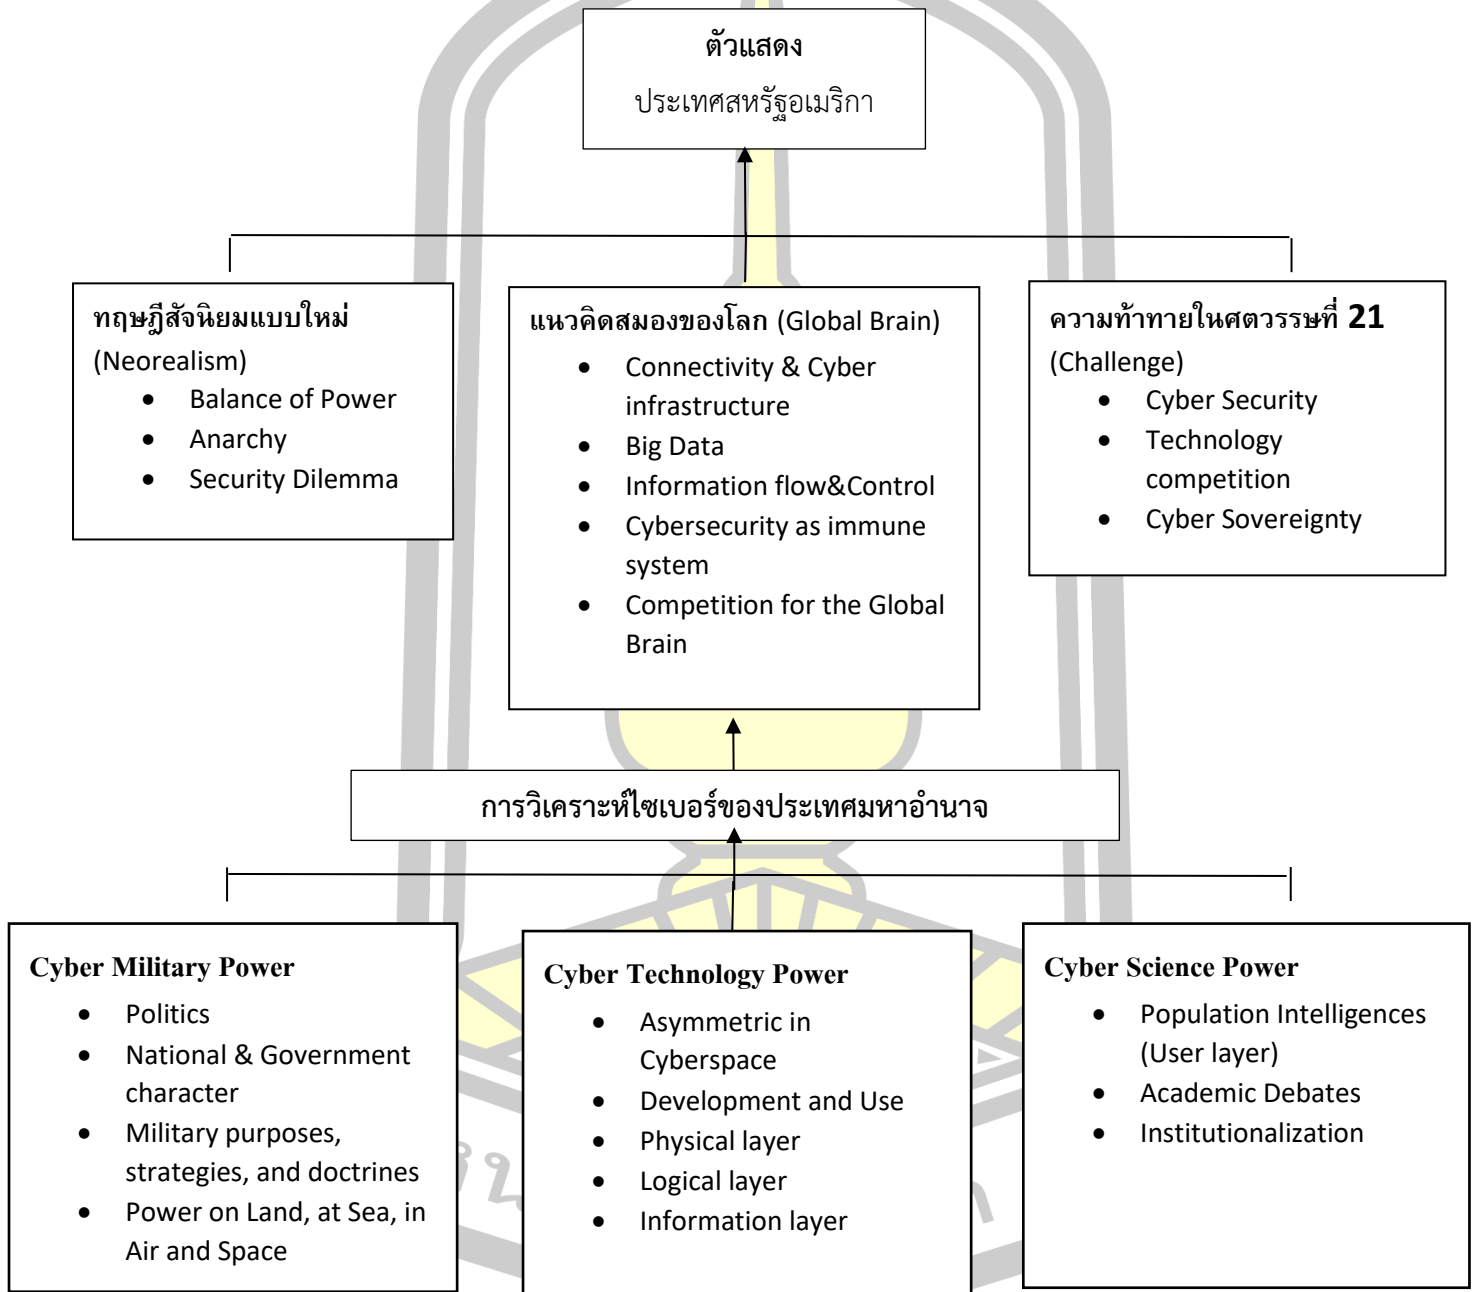 ตัวแสดง
ประเทศสหรัฐอเมริกา
ทฤษฎีสัจนิยมแบบใหม่
(Neorealism)
• Balance of Power
• Anarchy
• Security Dilemma
แนวคิดสมองของโลก (Global Brain)
• Connectivity & Cyber
infrastructure
• Big Data
• Information flow&Control
• Cybersecurity as immune
system
• Competition for the Global
Brain
ความท้าทายในศตวรรษที่ 21
(Challenge)
• Cyber Security
• Technology
competition
• Cyber Sovereignty
การวิเคราะห์ไซเบอร์ของประเทศมหาอำนาจ
Cyber Military Power
• Politics
• National & Government
character
• Military purposes,
strategies, and doctrines
• Power on Land, at Sea, in
Air and Space
Cyber Technology Power
• Asymmetric in
Cyberspace
• Development and Use
• Physical layer
• Logical layer
• Information layer
Cyber Science Power
• Population Intelligences
(User layer)
• Academic Debates
• Institutionalization